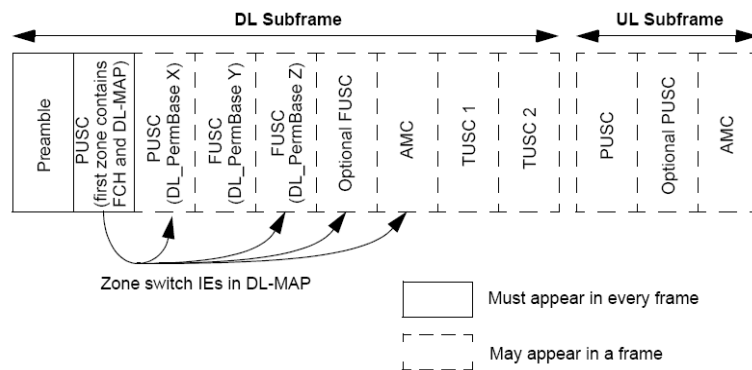 DL Subframe
UL Subframe
Preamble
PUSC
(first zone contains
FCH and DL-MAP)
PUSC
(DL_PermBase X)
FUSC
(DL_PermBase Y)
FUSC
(DL_PermBase Z)
Optional FUSC
AMC
TUSC 1
TUSC 2
PUSC
Optional PUSC
AMC
Zone switch IEs in DL-MAP
Must appear in every frame
May appear in a frame